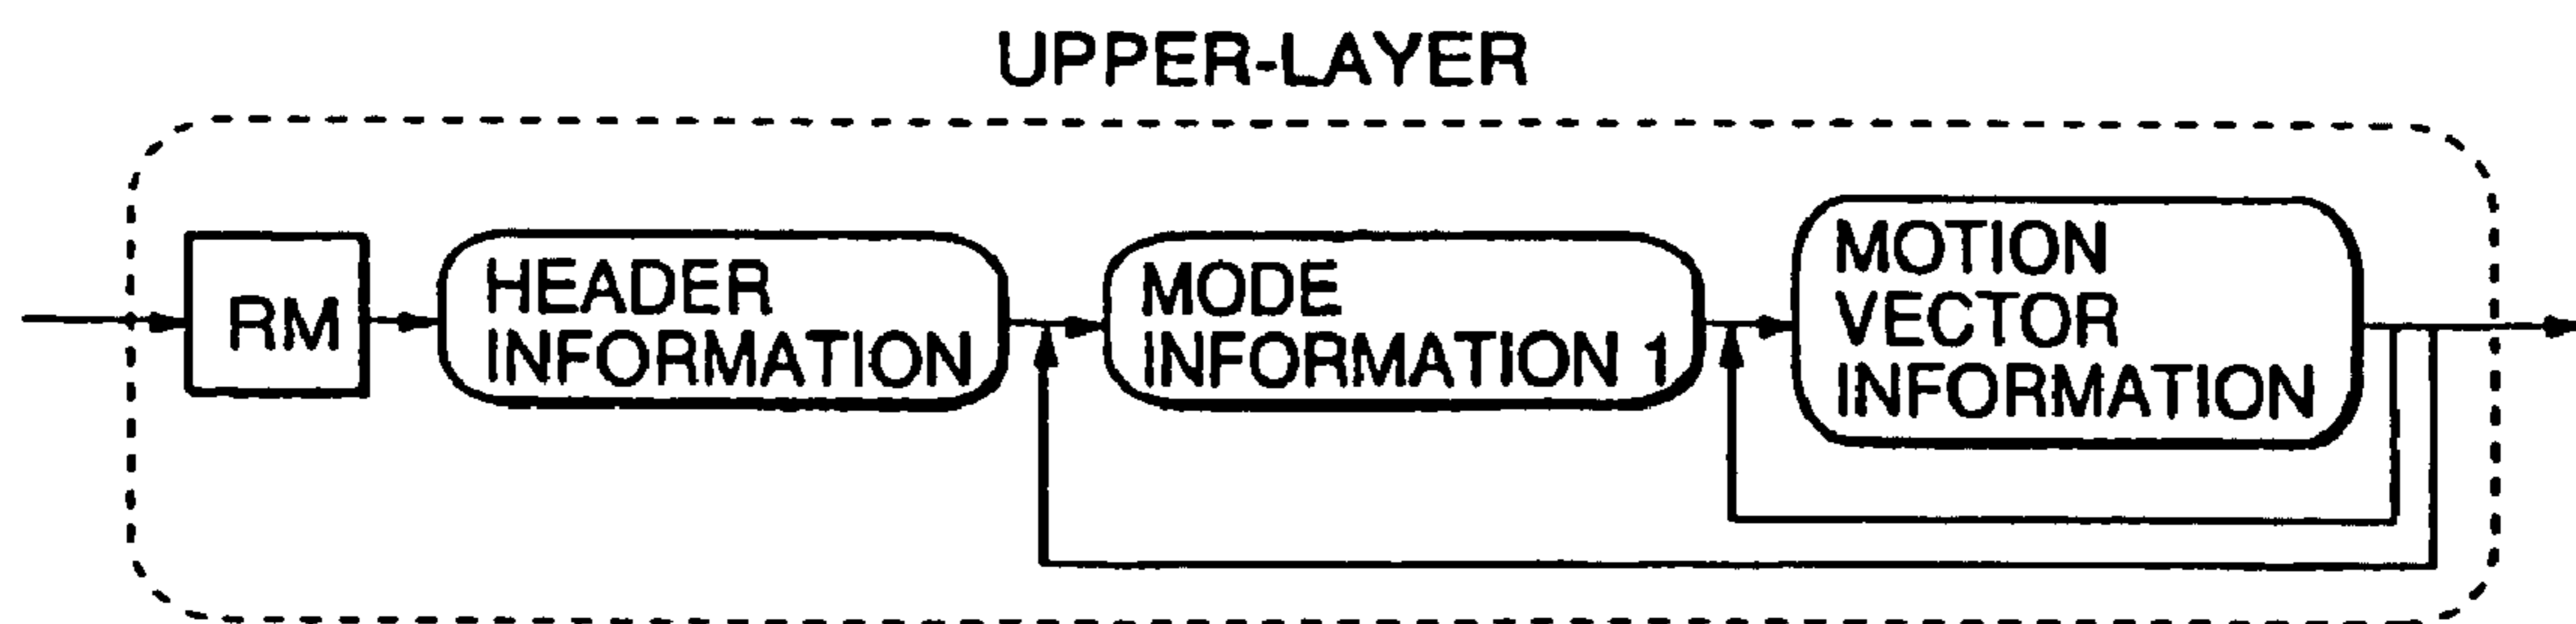 UPPER-LAYER
RM
HEADER
INFORMATION
MODE
INFORMATION 1
MOTION
VECTOR
INFORMATION